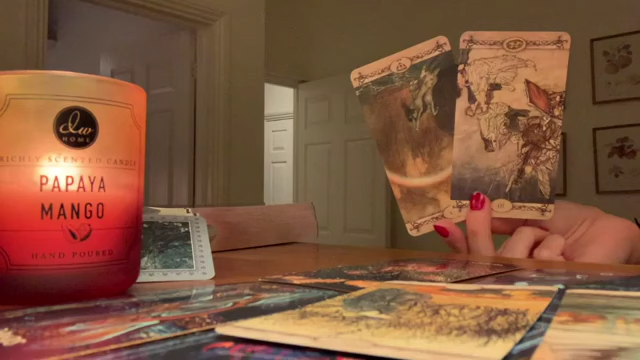 dw
HOME
RICHLY SCENTED CANDLE
PAPAYA
MANGO
HAND POURED